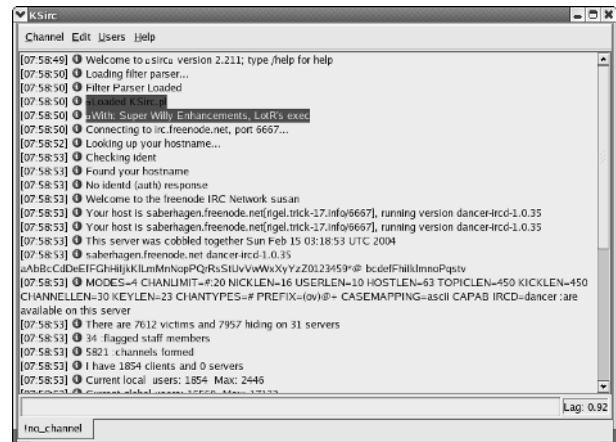 KSirc
Channel Edit Users Help
[07:58:49] Welcome to sirc version 2.211; type /help for help
[07:58:50] Loading filter parser...
[07:58:50] Filter Parser Loaded
[07:58:50] Loaded KSirc.pl
[07:58:50] With: Super Willy Enhancements, LotR's exec
[07:58:50] Connecting to irc.freenode.net, port 6667...
[07:58:52] Looking up your hostname...
[07:58:53] Checking Ident
[07:58:53] Found your hostname
[07:58:53] No identd (auth) response
[07:58:53] Welcome to the freenode IRC Network susan
[07:58:53] Your host is saberhagen.freenode.net[rigel.trick-17.info/6667], running version dancer-ircd-1.0.35
[07:58:53] Your host is saberhagen.freenode.net[rigel.trick-17.info/6667], running version dancer-ircd-1.0.35
[07:58:53] This server was cobbled together Sun Feb 15 03:18:53 UTC 2004
[07:58:53] saberhagen.freenode.net dancer-ircd-1.0.35
[07:58:53] MODES=4 CHANLIMIT=#:20 NICKLEN=16 USERLEN=10 HOSTLEN=63 TOPICLEN=450 KICKLEN=450
CHANNELLEN=30 KEYLEN=23 CHANTYPES=# PREFIX=(ov)@+ CASEMAPPING=ascii CAPAB IRCD=dancer :are
available on this server
[07:58:53] There are 7612 victims and 7957 hiding on 31 servers
[07:58:53] 34 :flagged staff members
[07:58:53] 5821 :channels formed
[07:58:53] I have 1854 clients and 0 servers
[07:58:53] Current local users: 1854 Max: 2446
Lag: 0.92
!no_channel